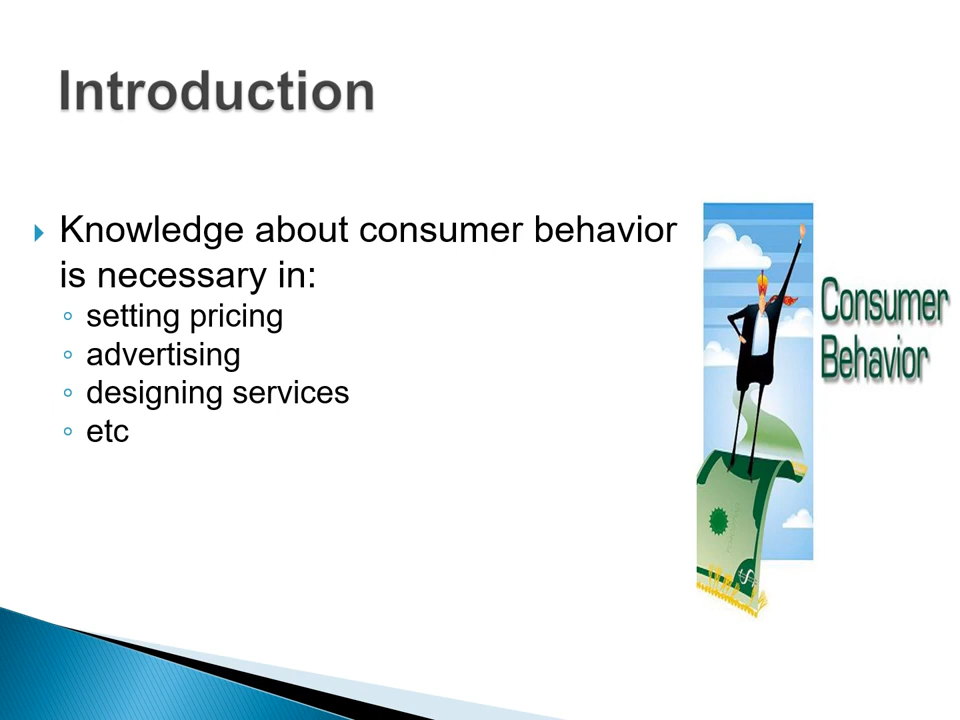 Introduction
Knowledge about consumer behavior
is necessary in:
setting pricing
advertising
designing services
etc
Consumer
Behavior
$